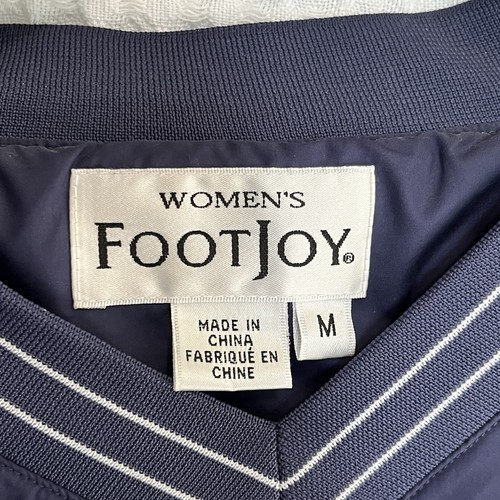 WOMEN'S
FOOTJOY®
MADE IN
CHINA
FABRIQUÉ EN
CHINE
M